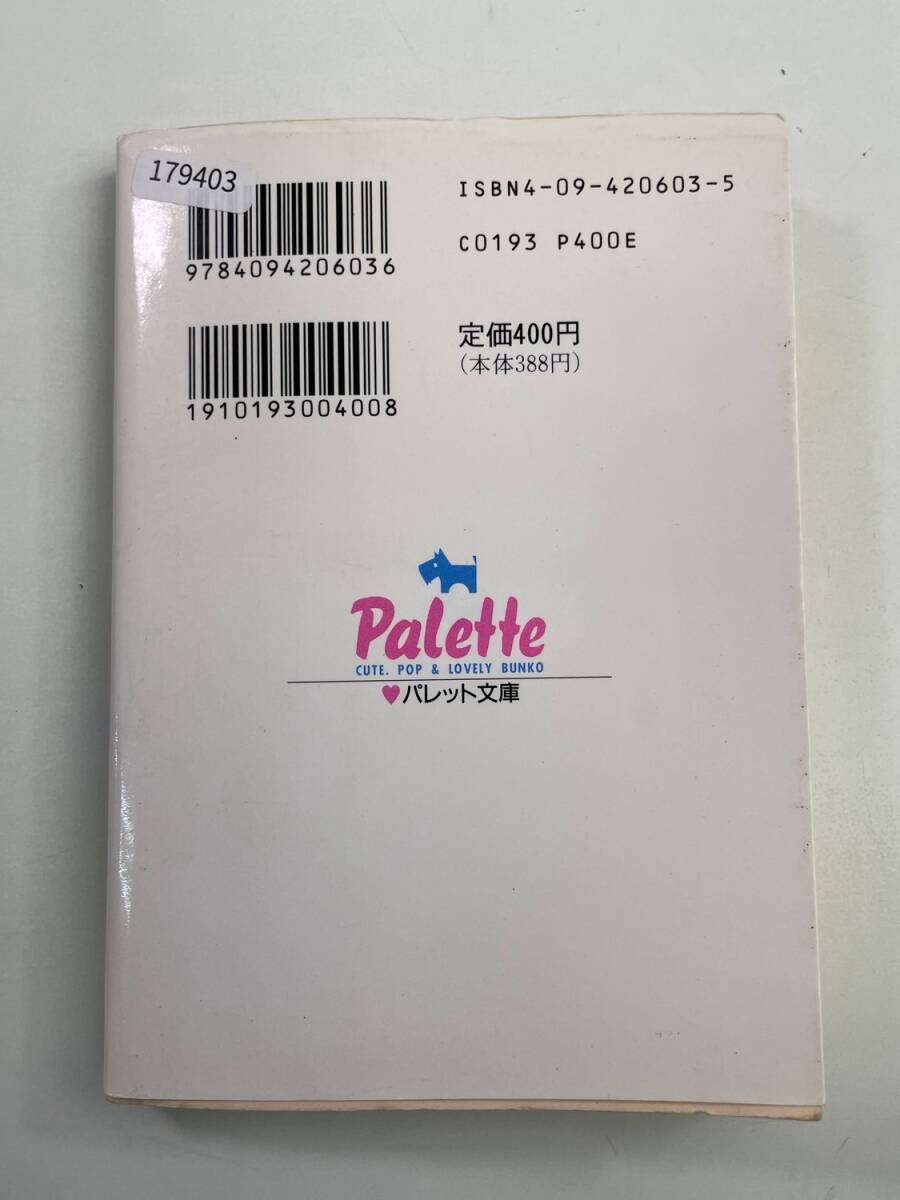 179403
ISBN4-09-420603-5
9784094206036
C0193 P400E
1910193004008
定価400円
(本体388円)
Palette
CUTE. POP & LOVELY BUNKO
♥パレット文庫